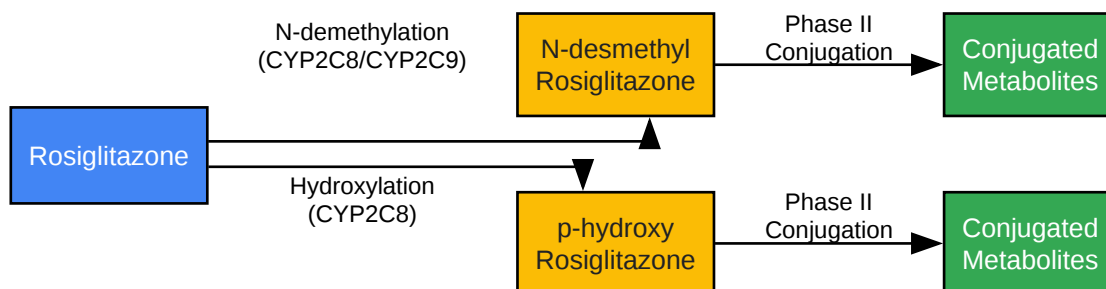 N-demethylation
(CYP2C8/CYP2C9)
N-desmethyl
Rosiglitazone
Phase II
Conjugation
Conjugated
Metabolites
Rosiglitazone
Hydroxylation
(CYP2C8)
p-hydroxy
Rosiglitazone
Phase II
Conjugation
Conjugated
Metabolites